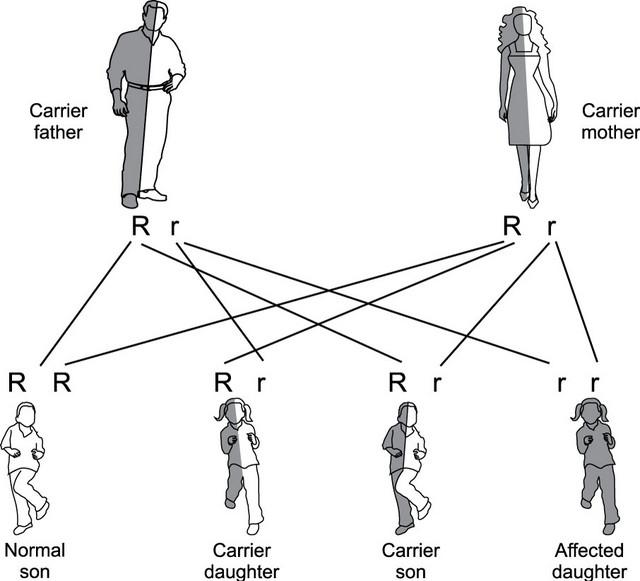 Carrier
father
Carrier
mother
R r
R r
R R
R r
R r
r r
Normal
son
Carrier
daughter
Carrier
son
Affected
daughter